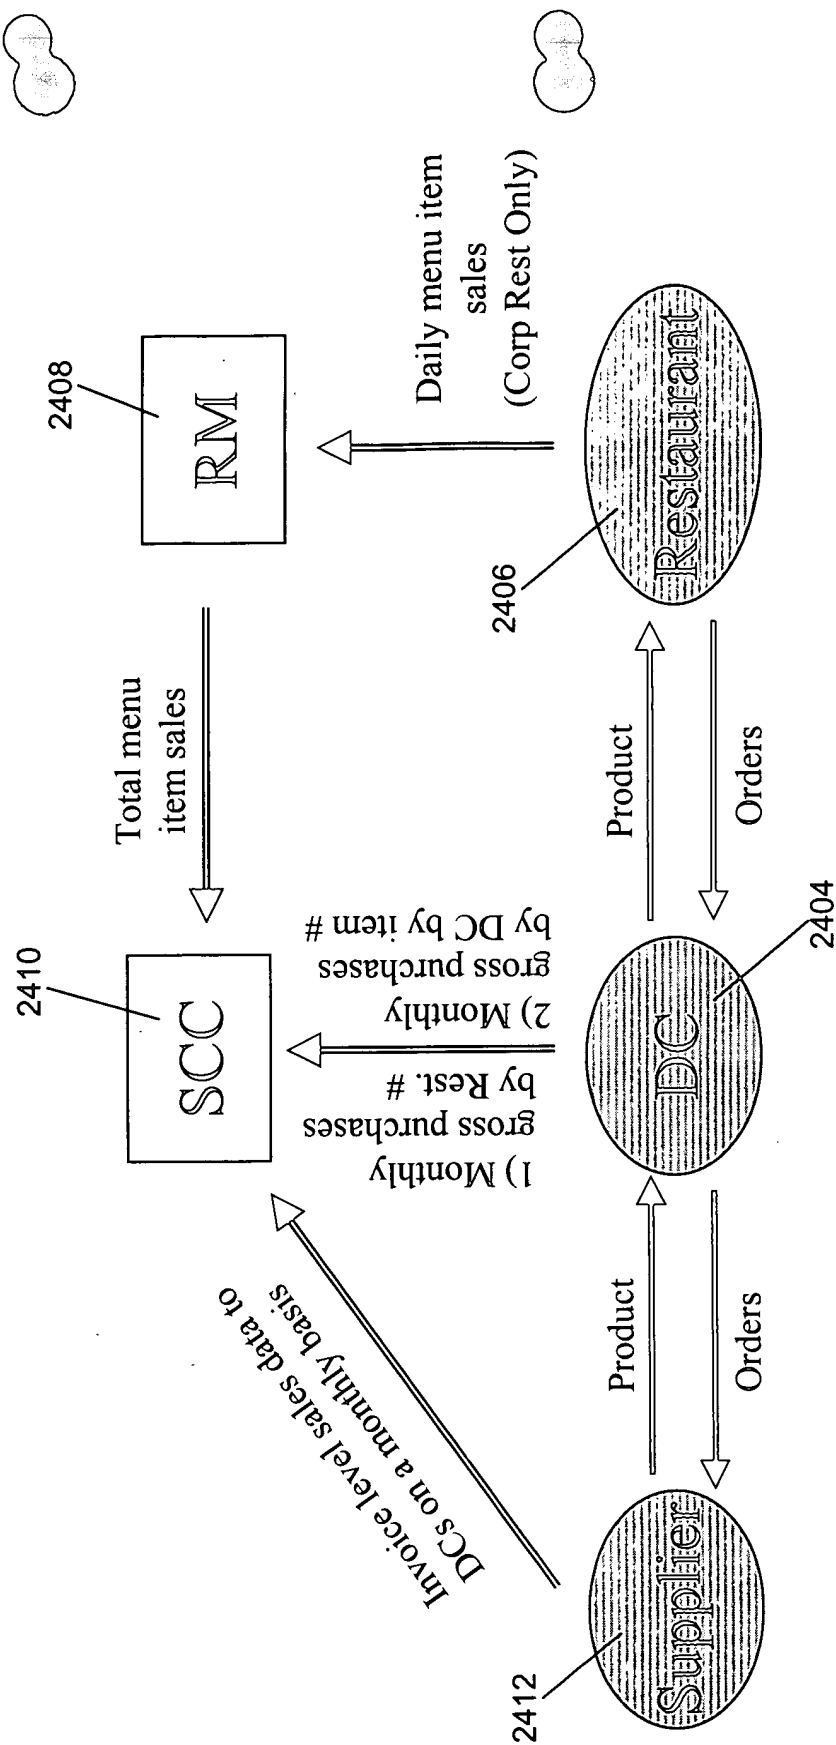 2410
SCC
Total menu
item sales
2408
RM
Invoice level sales data to
DCs on a monthly basis
1) Monthly
gross purchases
by Rest. #
2) Monthly
gross purchases
by DC by item #
Daily menu item
sales
(Corp Rest Only)
2412
Supplier
Product
Orders
DC
2404
Product
Orders
2406
Restaurant